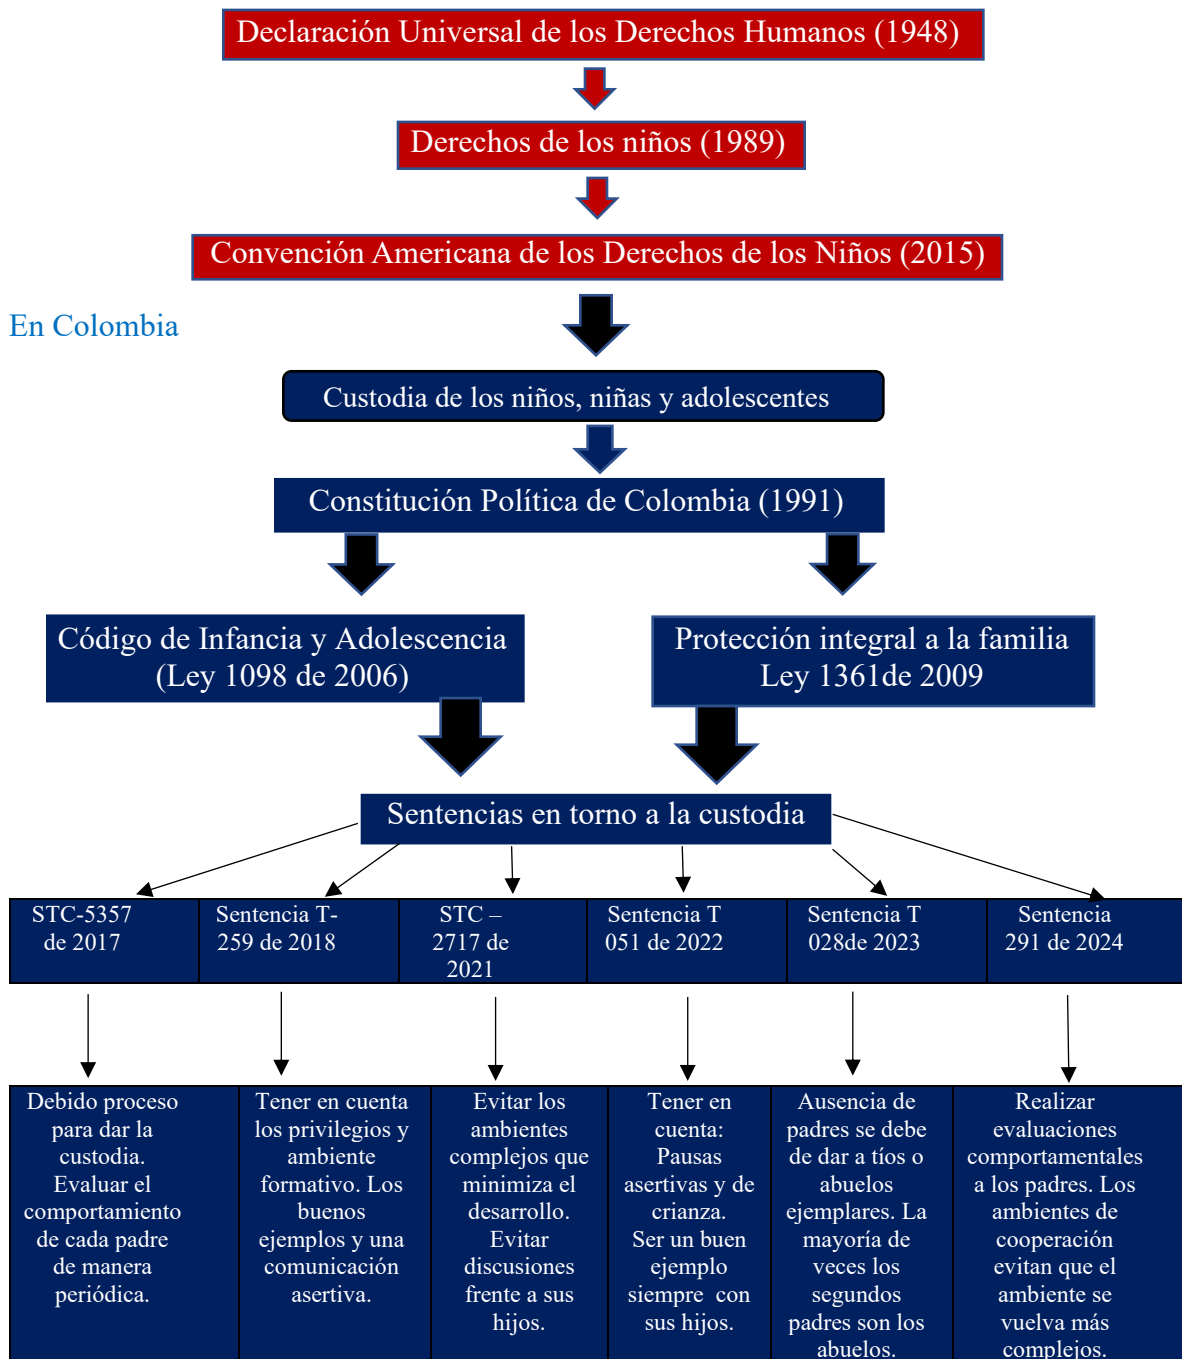 Declaración Universal de los Derechos Humanos (1948)
Derechos de los niños (1989)
Convención Americana de los Derechos de los Niños (2015)
En Colombia
Custodia de los niños, niñas y adolescentes
Constitución Política de Colombia (1991)
Código de Infancia y Adolescencia
(Ley 1098 de 2006)
Protección integral a la familia
Ley 1361de 2009
Sentencias en torno a la custodia
STC-5357
de 2017
Sentencia T-
259 de 2018
STC –
2717 de
2021
Sentencia T
051 de 2022
Sentencia T
028de 2023
Sentencia
291 de 2024
Debido proceso
para dar la
custodia.
Evaluar el
comportamiento
de cada padre
de manera
periódica.
Tener en cuenta
los privilegios y
ambiente
formativo. Los
buenos
ejemplos y una
comunicación
asertiva.
Evitar los
ambientes
complejos que
minimiza el
desarrollo.
Evitar
discusiones
frente a sus
hijos.
Tener en
cuenta:
Pausas
asertivas y de
crianza.
Ser un buen
ejemplo
siempre con
sus hijos.
Ausencia de
padres se debe
de dar a tíos o
abuelos
ejemplares. La
mayoría de
veces los
segundos
padres son los
abuelos.
Realizar
evaluaciones
comportamentales
a los padres. Los
ambientes de
cooperación
evitan que el
ambiente se
vuelva más
complejos.